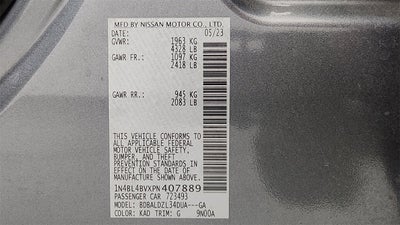 MFD BY NISSAN MOTOR CO., LTD.
DATE: 05/23
GVWR: 1963 KG
4328 LB
GAWR FR.: 1097 KG
2418 LB
GAWR RR: 945 KG
2083 LB
THIS VEHICLE CONFORMS TO
ALL APPLICABLE FEDERAL
MOTOR VEHICLE SAFETY,
BUMPER, AND THEFT
PREVENTION STANDARDS IN
EFFECT ON THE DATE OF
MANUFACTURE SHOWN ABOVE.
1N4BL4BVXPN407889
PASSENGER CAR 723493
MODEL: BDBALDZL34DUA---GA
COLOR: KAD TRIM: G 9N00A